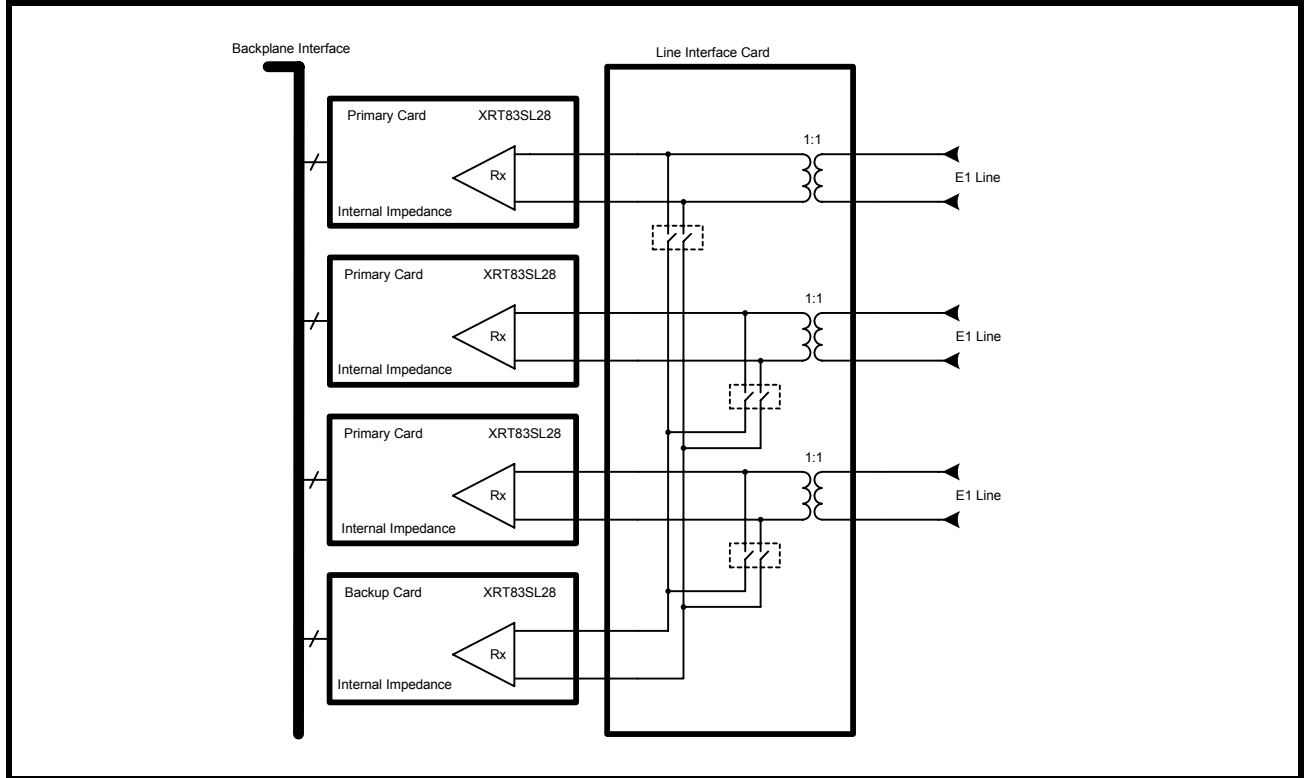 Backplane Interface
Line Interface Card
Primary Card XRT83SL28
Rx
Internal Impedance
1:1
E1 Line
Primary Card XRT83SL28
Rx
Internal Impedance
1:1
E1 Line
Primary Card XRT83SL28
Rx
Internal Impedance
1:1
E1 Line
Backup Card XRT83SL28
Rx
Internal Impedance